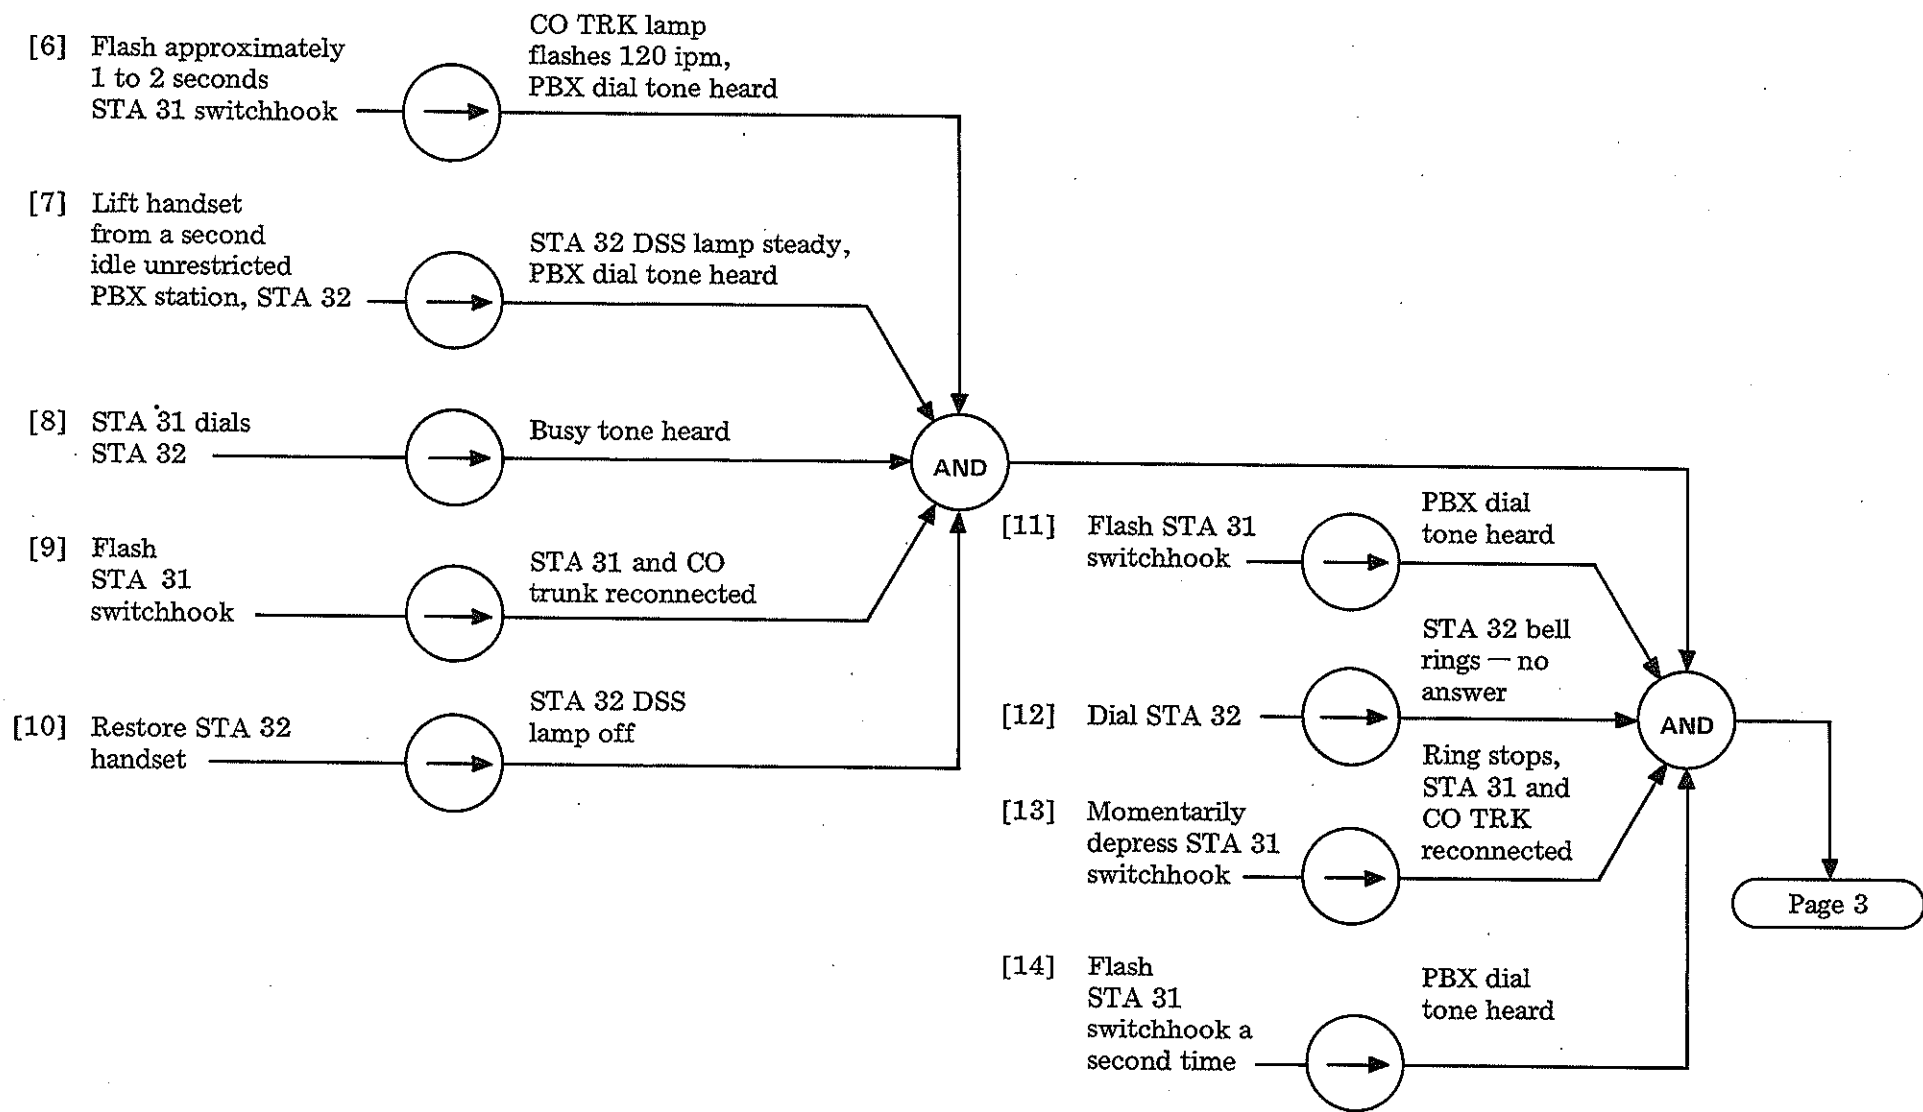 [6] Flash approximately
1 to 2 seconds
STA 31 switchhook
CO TRK lamp
flashes 120 ipm,
PBX dial tone heard
[7] Lift handset
from a second
idle unrestricted
PBX station, STA 32
STA 32 DSS lamp steady,
PBX dial tone heard
[8] STA 31 dials
STA 32
Busy tone heard
[9] Flash
STA 31
switchhook
STA 31 and CO
trunk reconnected
[10] Restore STA 32
handset
STA 32 DSS
lamp off
AND
[11] Flash STA 31
switchhook
PBX dial
tone heard
[12] Dial STA 32
STA 32 bell
rings — no
answer
[13] Momentarily
depress STA 31
switchhook
Ring stops,
STA 31 and
CO TRK
reconnected
[14] Flash
STA 31
switchhook a
second time
PBX dial
tone heard
AND
Page 3